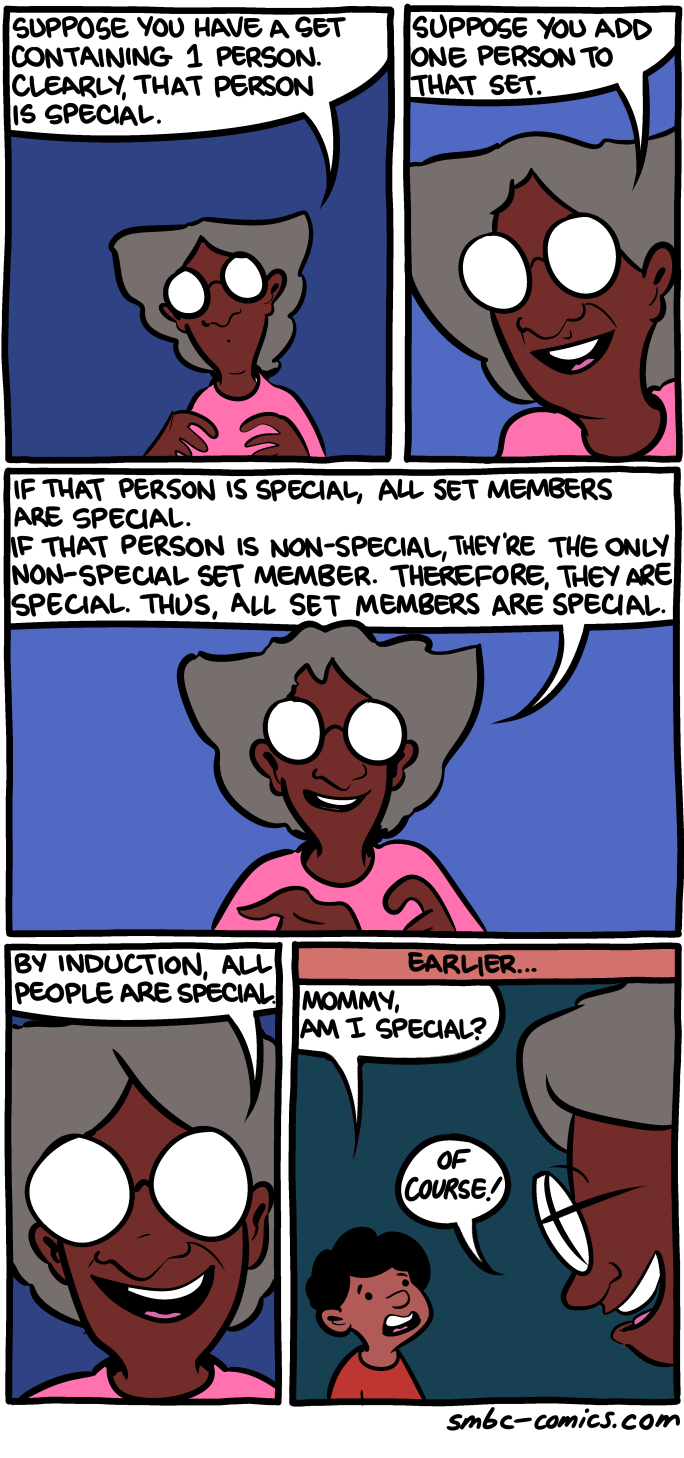 SUPPOSE YOU HAVE A SET
CONTAINING 1 PERSON.
CLEARLY, THAT PERSON
IS SPECIAL.
SUPPOSE YOU ADD
ONE PERSON TO
THAT SET.
IF THAT PERSON IS SPECIAL, ALL SET MEMBERS
ARE SPECIAL.
IF THAT PERSON IS NON-SPECIAL, THEY'RE THE ONLY
NON-SPECIAL SET MEMBER. THEREFORE, THEY ARE
SPECIAL. THUS, ALL SET MEMBERS ARE SPECIAL.
BY INDUCTION, ALL
PEOPLE ARE SPECIAL.
EARLIER...
MOMMY,
AM I SPECIAL?
OF
COURSE!
smbc-comics.com